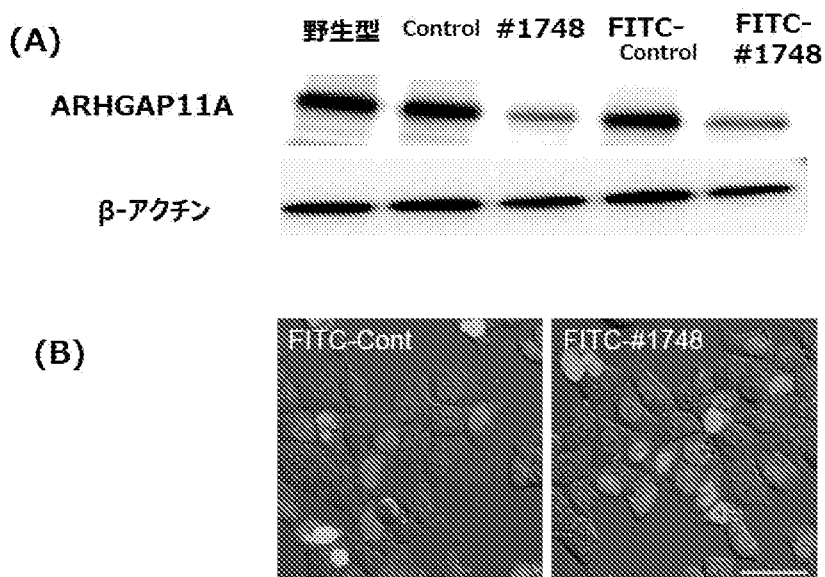 (A)
野生型 Control #1748 FITC-Control FITC-#1748
ARHGAP11A
β-アクチン
(B)
FITC-Cont FITC-#1748